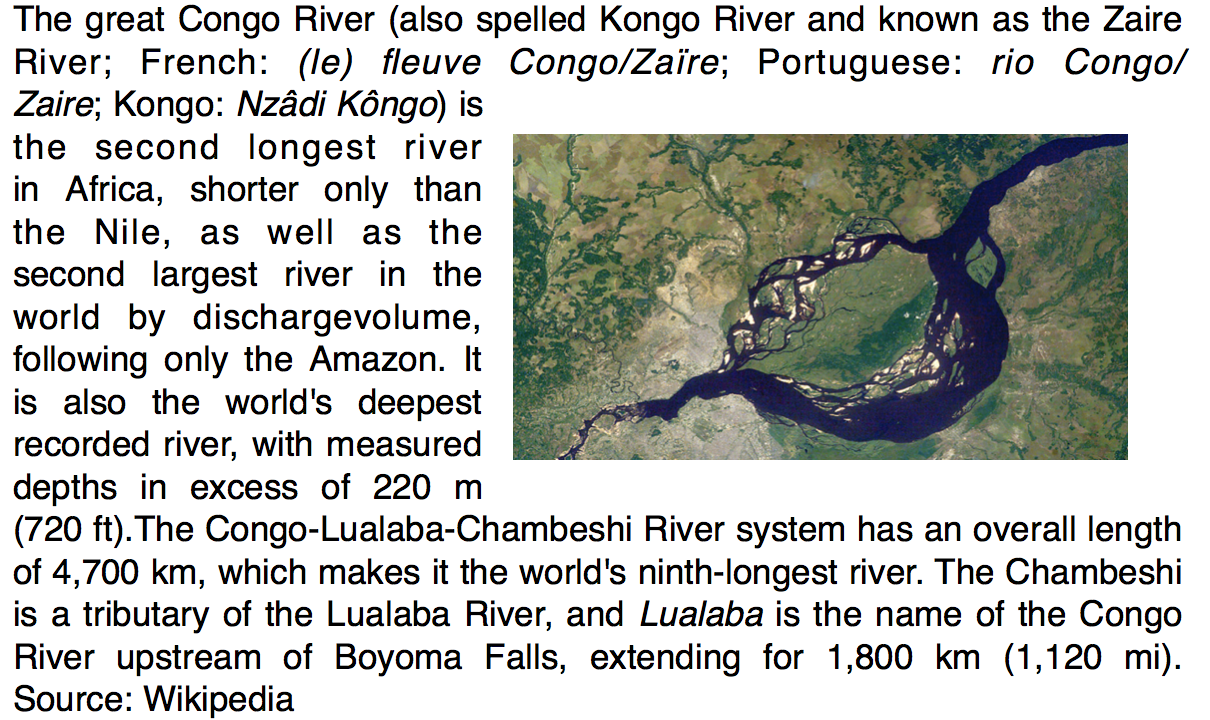 The great Congo River (also spelled Kongo River and known as the Zaire
River; French: (le) fleuve Congo/Zaïre; Portuguese: rio Congo/
Zaire; Kongo: Nzâdi Kôngo) is
the second longest river
in Africa, shorter only than
the Nile, as well as the
second largest river in the
world by dischargevolume,
following only the Amazon. It
is also the world's deepest
recorded river, with measured
depths in excess of 220 m
(720 ft).The Congo-Lualaba-Chambeshi River system has an overall length
of 4,700 km, which makes it the world's ninth-longest river. The Chambeshi
is a tributary of the Lualaba River, and Lualaba is the name of the Congo
River upstream of Boyoma Falls, extending for 1,800 km (1,120 mi).
Source: Wikipedia